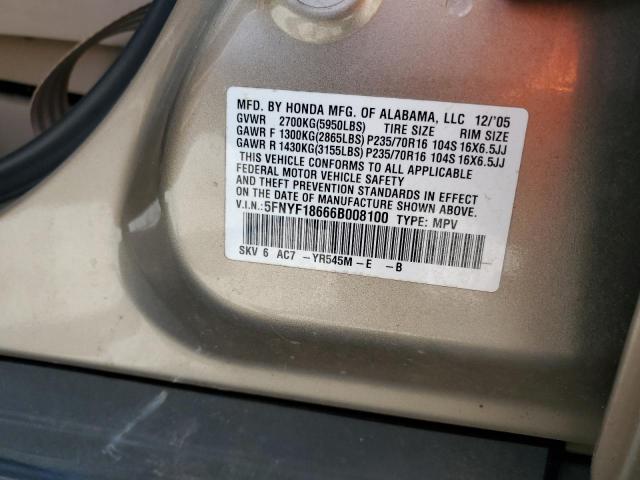 MFD. BY HONDA MFG. OF ALABAMA, LLC 12/'05
GVWR 2700KG(5950LBS) TIRE SIZE RIM SIZE
GAWR F 1300KG(2865LBS) P235/70R16 104S 16X6.5JJ
GAWR R 1430KG(3155LBS) P235/70R16 104S 16X6.5JJ
THIS VEHICLE CONFORMS TO ALL APPLICABLE
FEDERAL MOTOR VEHICLE SAFETY
AND THEFT PREVENTION STANDARDS IN EFFECT
ON THE DATE OF MANUFACTURE SHOWN ABOVE.
V.I.N.:5FNYF18666B008100 TYPE: MPV
SKV 6 AC7 -YR545M-E -B